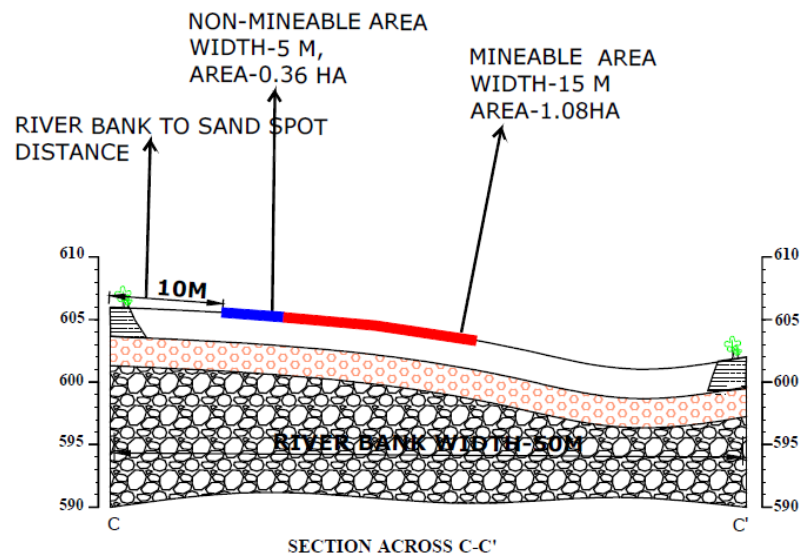 NON-MINEABLE AREA
WIDTH-5 M,
AREA-0.36 HA
MINEABLE AREA
WIDTH-15 M
AREA-1.08HA
RIVER BANK TO SAND SPOT
DISTANCE
610
610
10M
605
605
600
600
595
595
RIVER BANK WIDTH-50M
590
590
C
C'
SECTION ACROSS C-C'